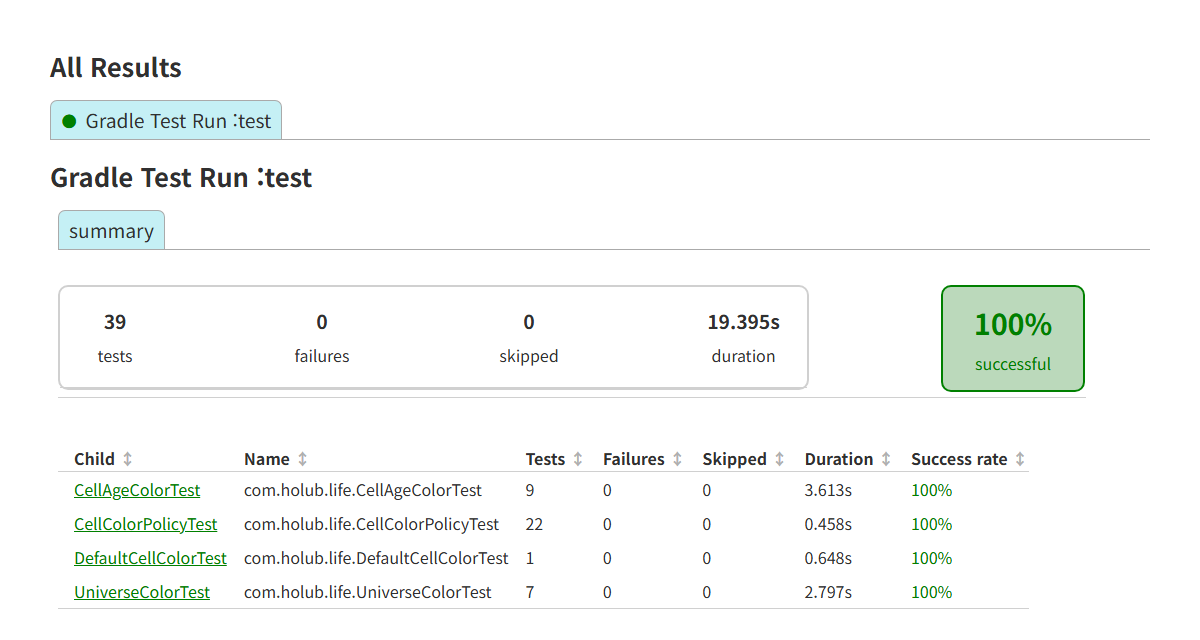 All Results
Gradle Test Run :test
Gradle Test Run :test
summary
39 0 0 19.395s 100%
tests failures skipped duration successful
Child Name Tests Failures Skipped Duration Success rate
CellAgeColorTest com.holub.life.CellAgeColorTest 9 0 0 3.613s 100%
CellColorPolicyTest com.holub.life.CellColorPolicyTest 22 0 0 0.458s 100%
DefaultCellColorTest com.holub.life.DefaultCellColorTest 1 0 0 0.648s 100%
UniverseColorTest com.holub.life.UniverseColorTest 7 0 0 2.797s 100%